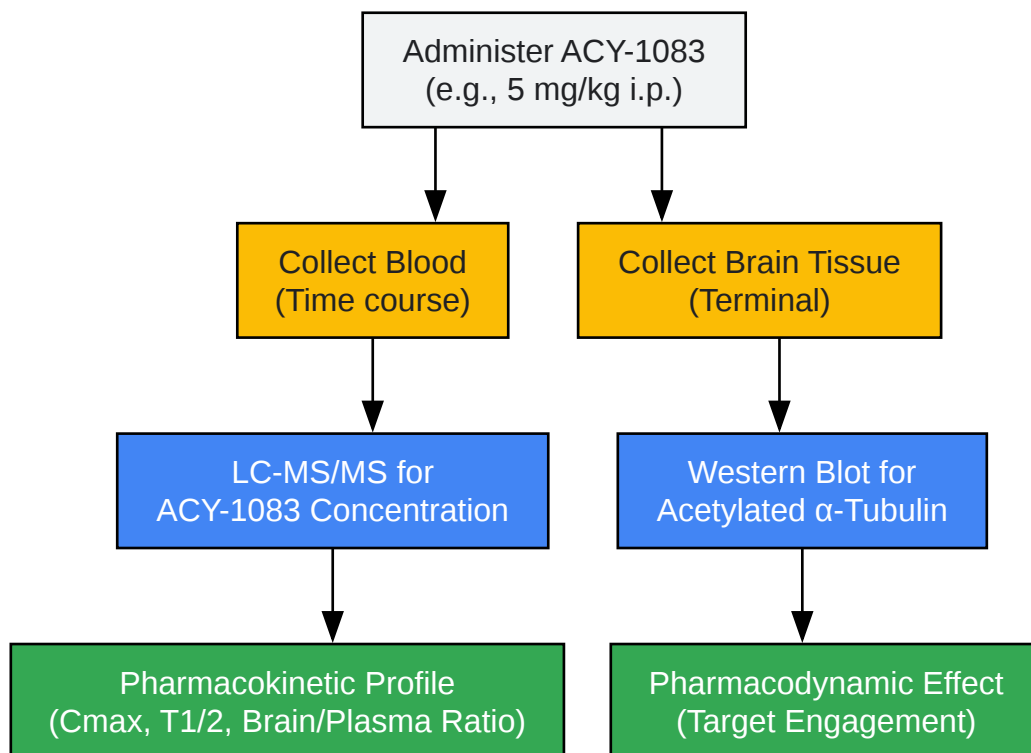 Administer ACY-1083
(e.g., 5 mg/kg i.p.)
Collect Blood
(Time course)
Collect Brain Tissue
(Terminal)
LC-MS/MS for
ACY-1083 Concentration
Western Blot for
Acetylated α-Tubulin
Pharmacokinetic Profile
(Cmax, T1/2, Brain/Plasma Ratio)
Pharmacodynamic Effect
(Target Engagement)